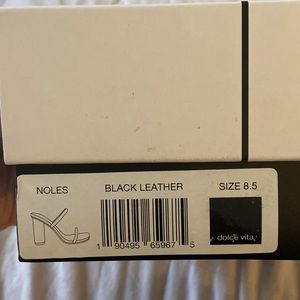 NOLES BLACK LEATHER SIZE 8.5
dolce vita
1 90495 65967 5